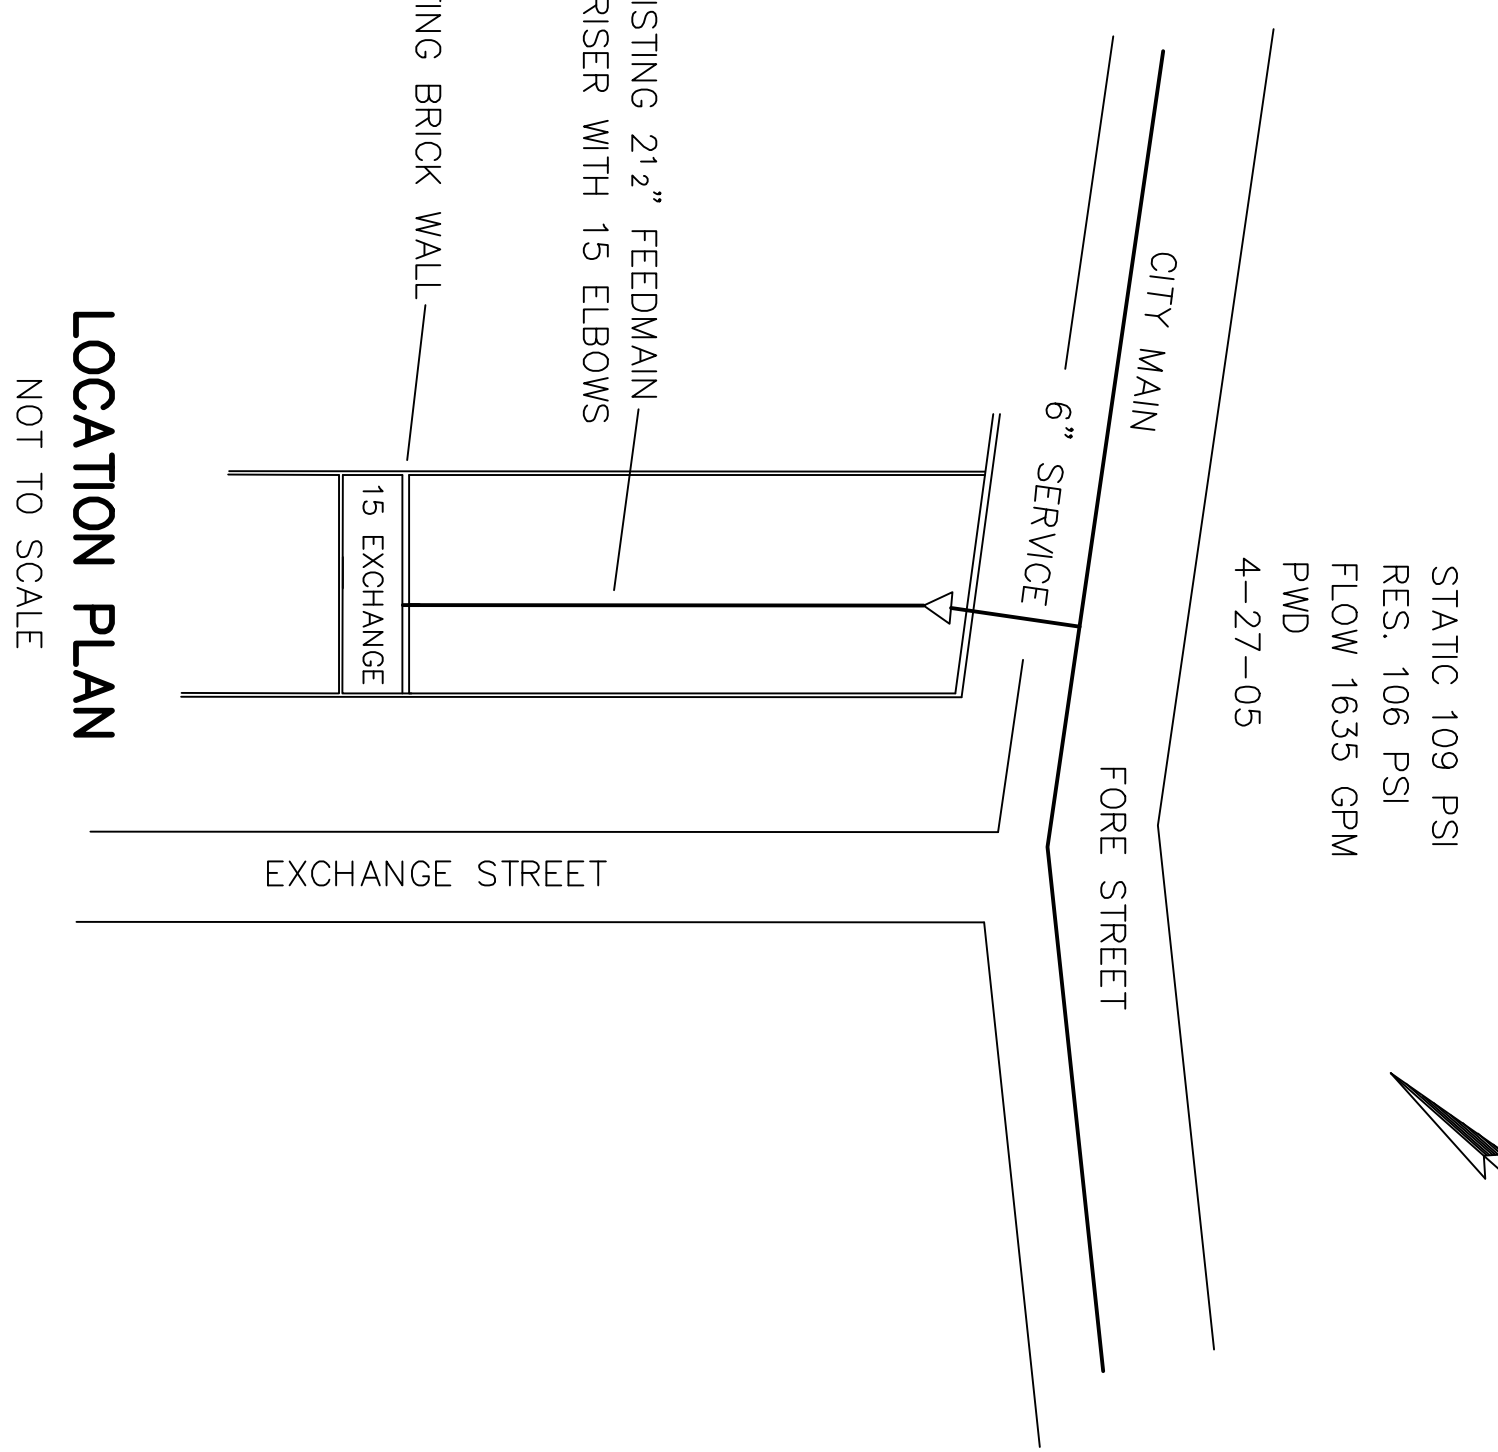 STATIC 109 PSI
RES. 106 PSI
FLOW 1635 GPM
PWD
4-27-05
CITY MAIN
FORE STREET
6" SERVICE
ISTING 2½" FEEDMAIN
RISER WITH 15 ELBOWS
TING BRICK WALL
15 EXCHANGE
EXCHANGE STREET
LOCATION PLAN
NOT TO SCALE